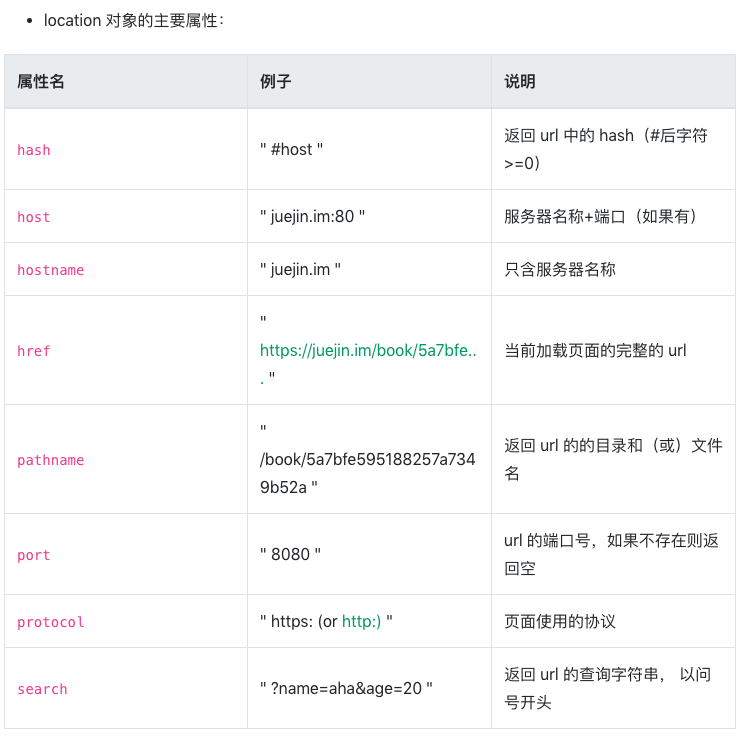 • location 对象的主要属性：
属性名 例子 说明
hash " #host " 返回 url 中的 hash（#后字符
>=0）
host " juejin.im:80 " 服务器名称+端口（如果有）
hostname " juejin.im " 只含服务器名称
"
href https://juejin.im/book/5a7bfe.. 当前加载页面的完整的 url
. "
"
pathname /book/5a7bfe595188257a734 返回 url 的的目录和（或）文件
9b52a " 名
port " 8080 " url 的端口号，如果不存在则返
回空
protocol " https: (or http:) " 页面使用的协议
search " ?name=aha&age=20 " 返回 url 的查询字符串， 以问
号开头